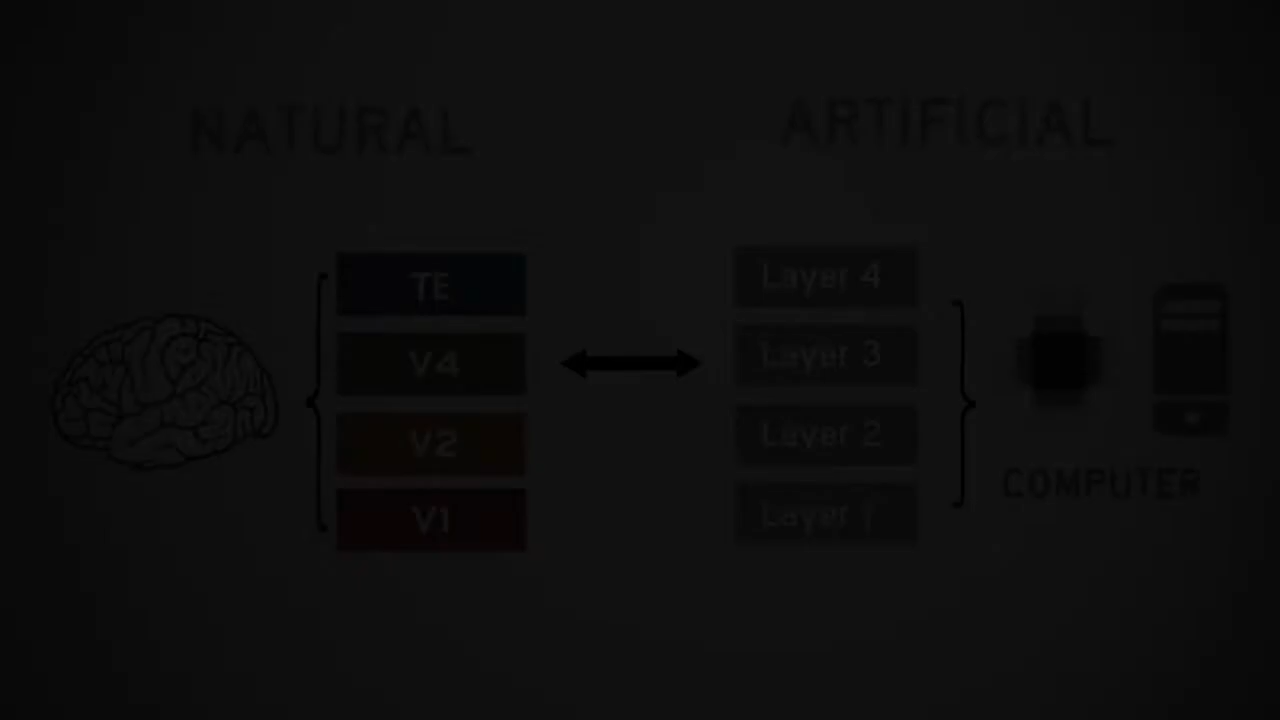 NATURAL
ARTIFICIAL
TE
V4
V2
V1
Layer 4
Layer 3
Layer 2
Layer 1
COMPUTER